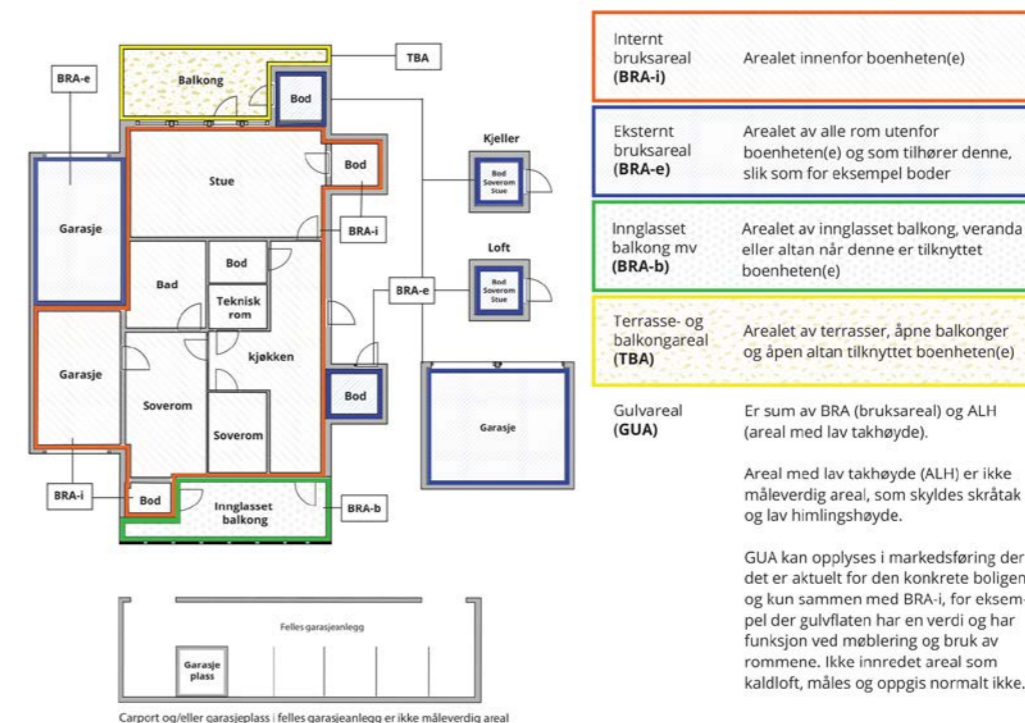 TBA
BRA-e
Balkong
Bod
Kjeller
Bod
Soverom
Stue
Stue
Bod
Garasje
BRA-i
Loft
Bod
Bad
Teknisk
rom
BRA-e
Bod
Soverom
Stue
kjøkken
Garasje
Soverom
Bod
Soverom
Garasje
BRA-i
Bod
Innglasset
balkong
BRA-b
Felles garasjeanlegg
Garasje
plass
Carport og/eller garasjeplass i felles garasjeanlegg er ikke måleverdig areal
Internt
bruksareal
(BRA-i)
Arealet innenfor boenheten(e)
Eksternt
bruksareal
(BRA-e)
Arealet av alle rom utenfor
boenheten(e) og som tilhører denne,
slik som for eksempel boder
Innglasset
balkong mv
(BRA-b)
Arealet av innglasset balkong, veranda
eller altan når denne er tilknyttet
boenheten(e)
Terrasse- og
balkongareal
(TBA)
Arealet av terrasser, åpne balkonger
og åpen altan tilknyttet boenheten(e)
Gulvareal
(GUA)
Er sum av BRA (bruksareal) og ALH
(areal med lav takhøyde).
Areal med lav takhøyde (ALH) er ikke
måleverdig areal, som skyldes skråtak
og lav himlingshøyde.
GUA kan opplyses i markedsføring der
det er aktuelt for den konkrete boligen
og kun sammen med BRA-i, for eksem-
pel der gulvflaten har en verdi og har
funksjon ved møblering og bruk av
rommene. Ikke innredet areal som
kaldloft, måles og oppgis normalt ikke.